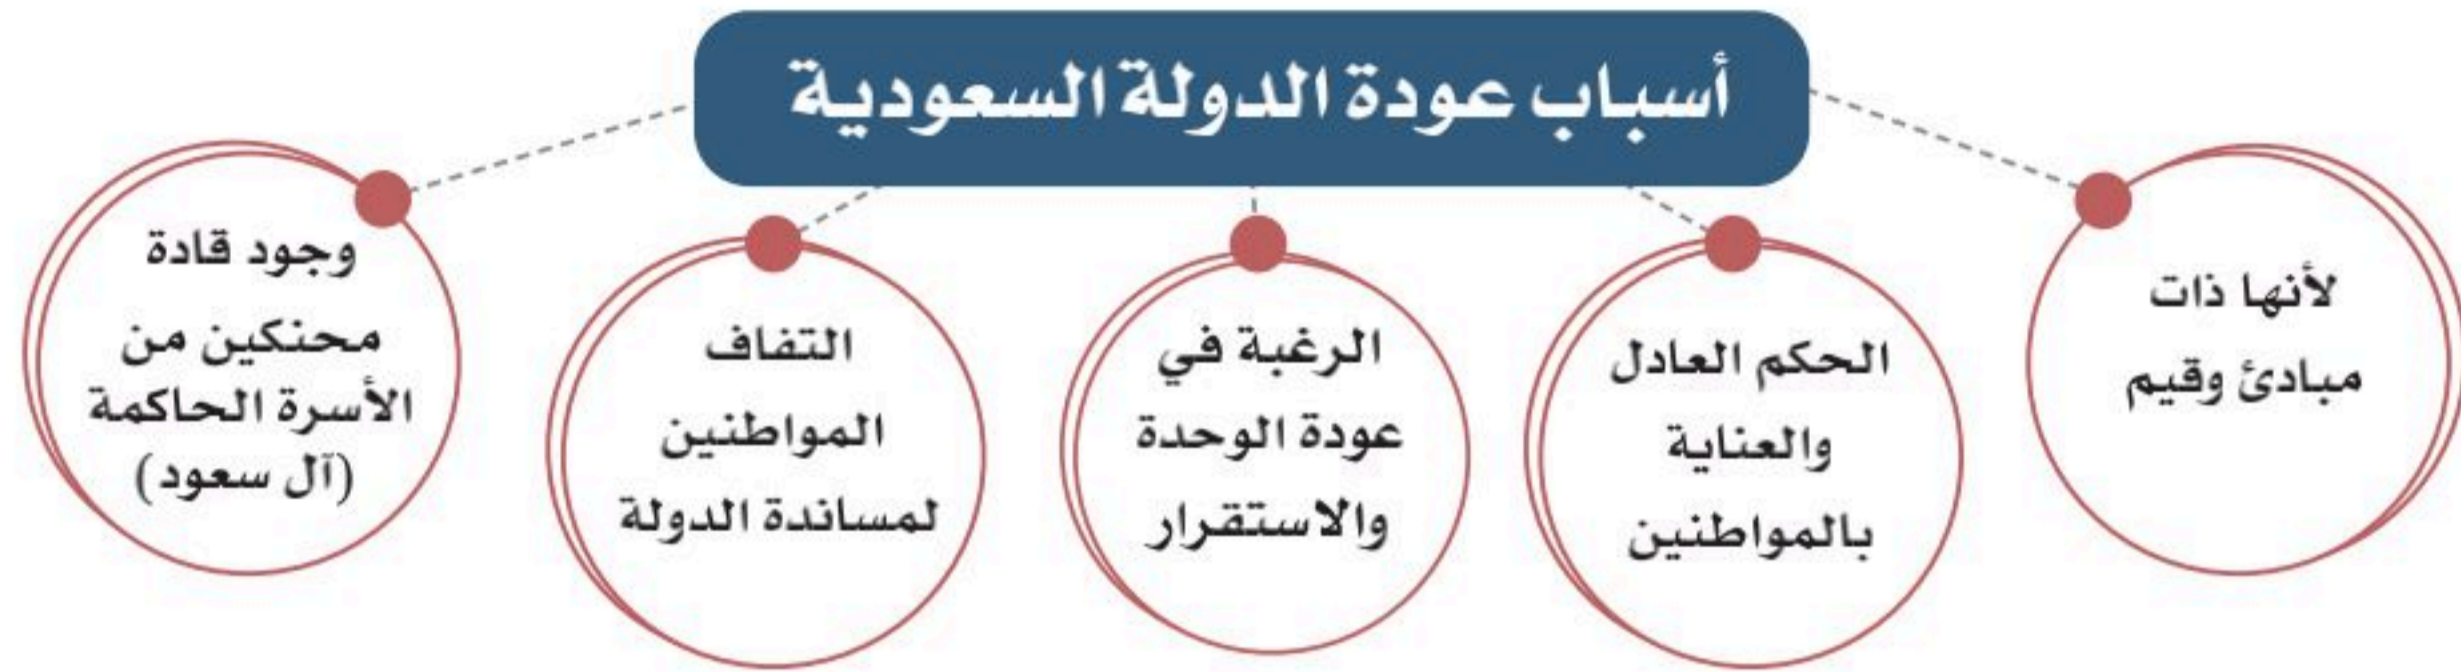 أسباب عودة الدولة السعودية
لأنها ذات
مبادئ وقيم
الحكم العادل
والعناية
بالمواطنين
الرغبة في
عودة الوحدة
والاستقرار
التفاف
المواطنين
لمساندة الدولة
وجود قادة
محنكين من
الأسرة الحاكمة
(آل سعود)